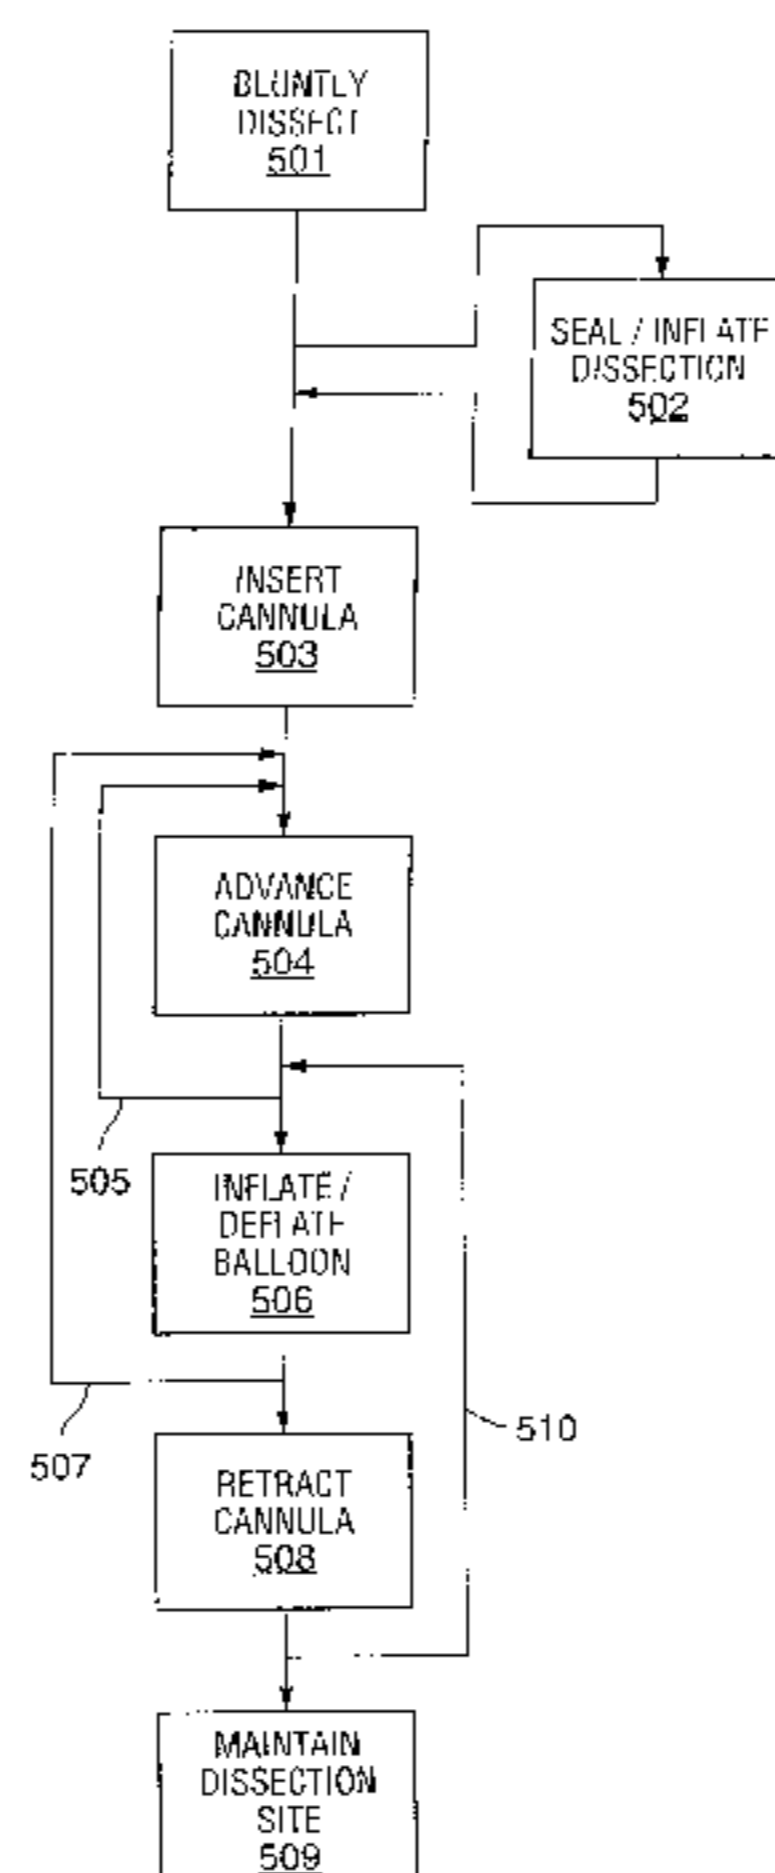 BLUNTLY
DISSECT
501
SEAL / INFLATE
DISSECTION
502
INSERT
CANNULA
503
ADVANCE
CANNULA
504
505
INFLATE /
DEFLATE
BALLOON
506
507
510
RETRACT
CANNULA
508
MAINTAIN
DISSECTION
SITE
509